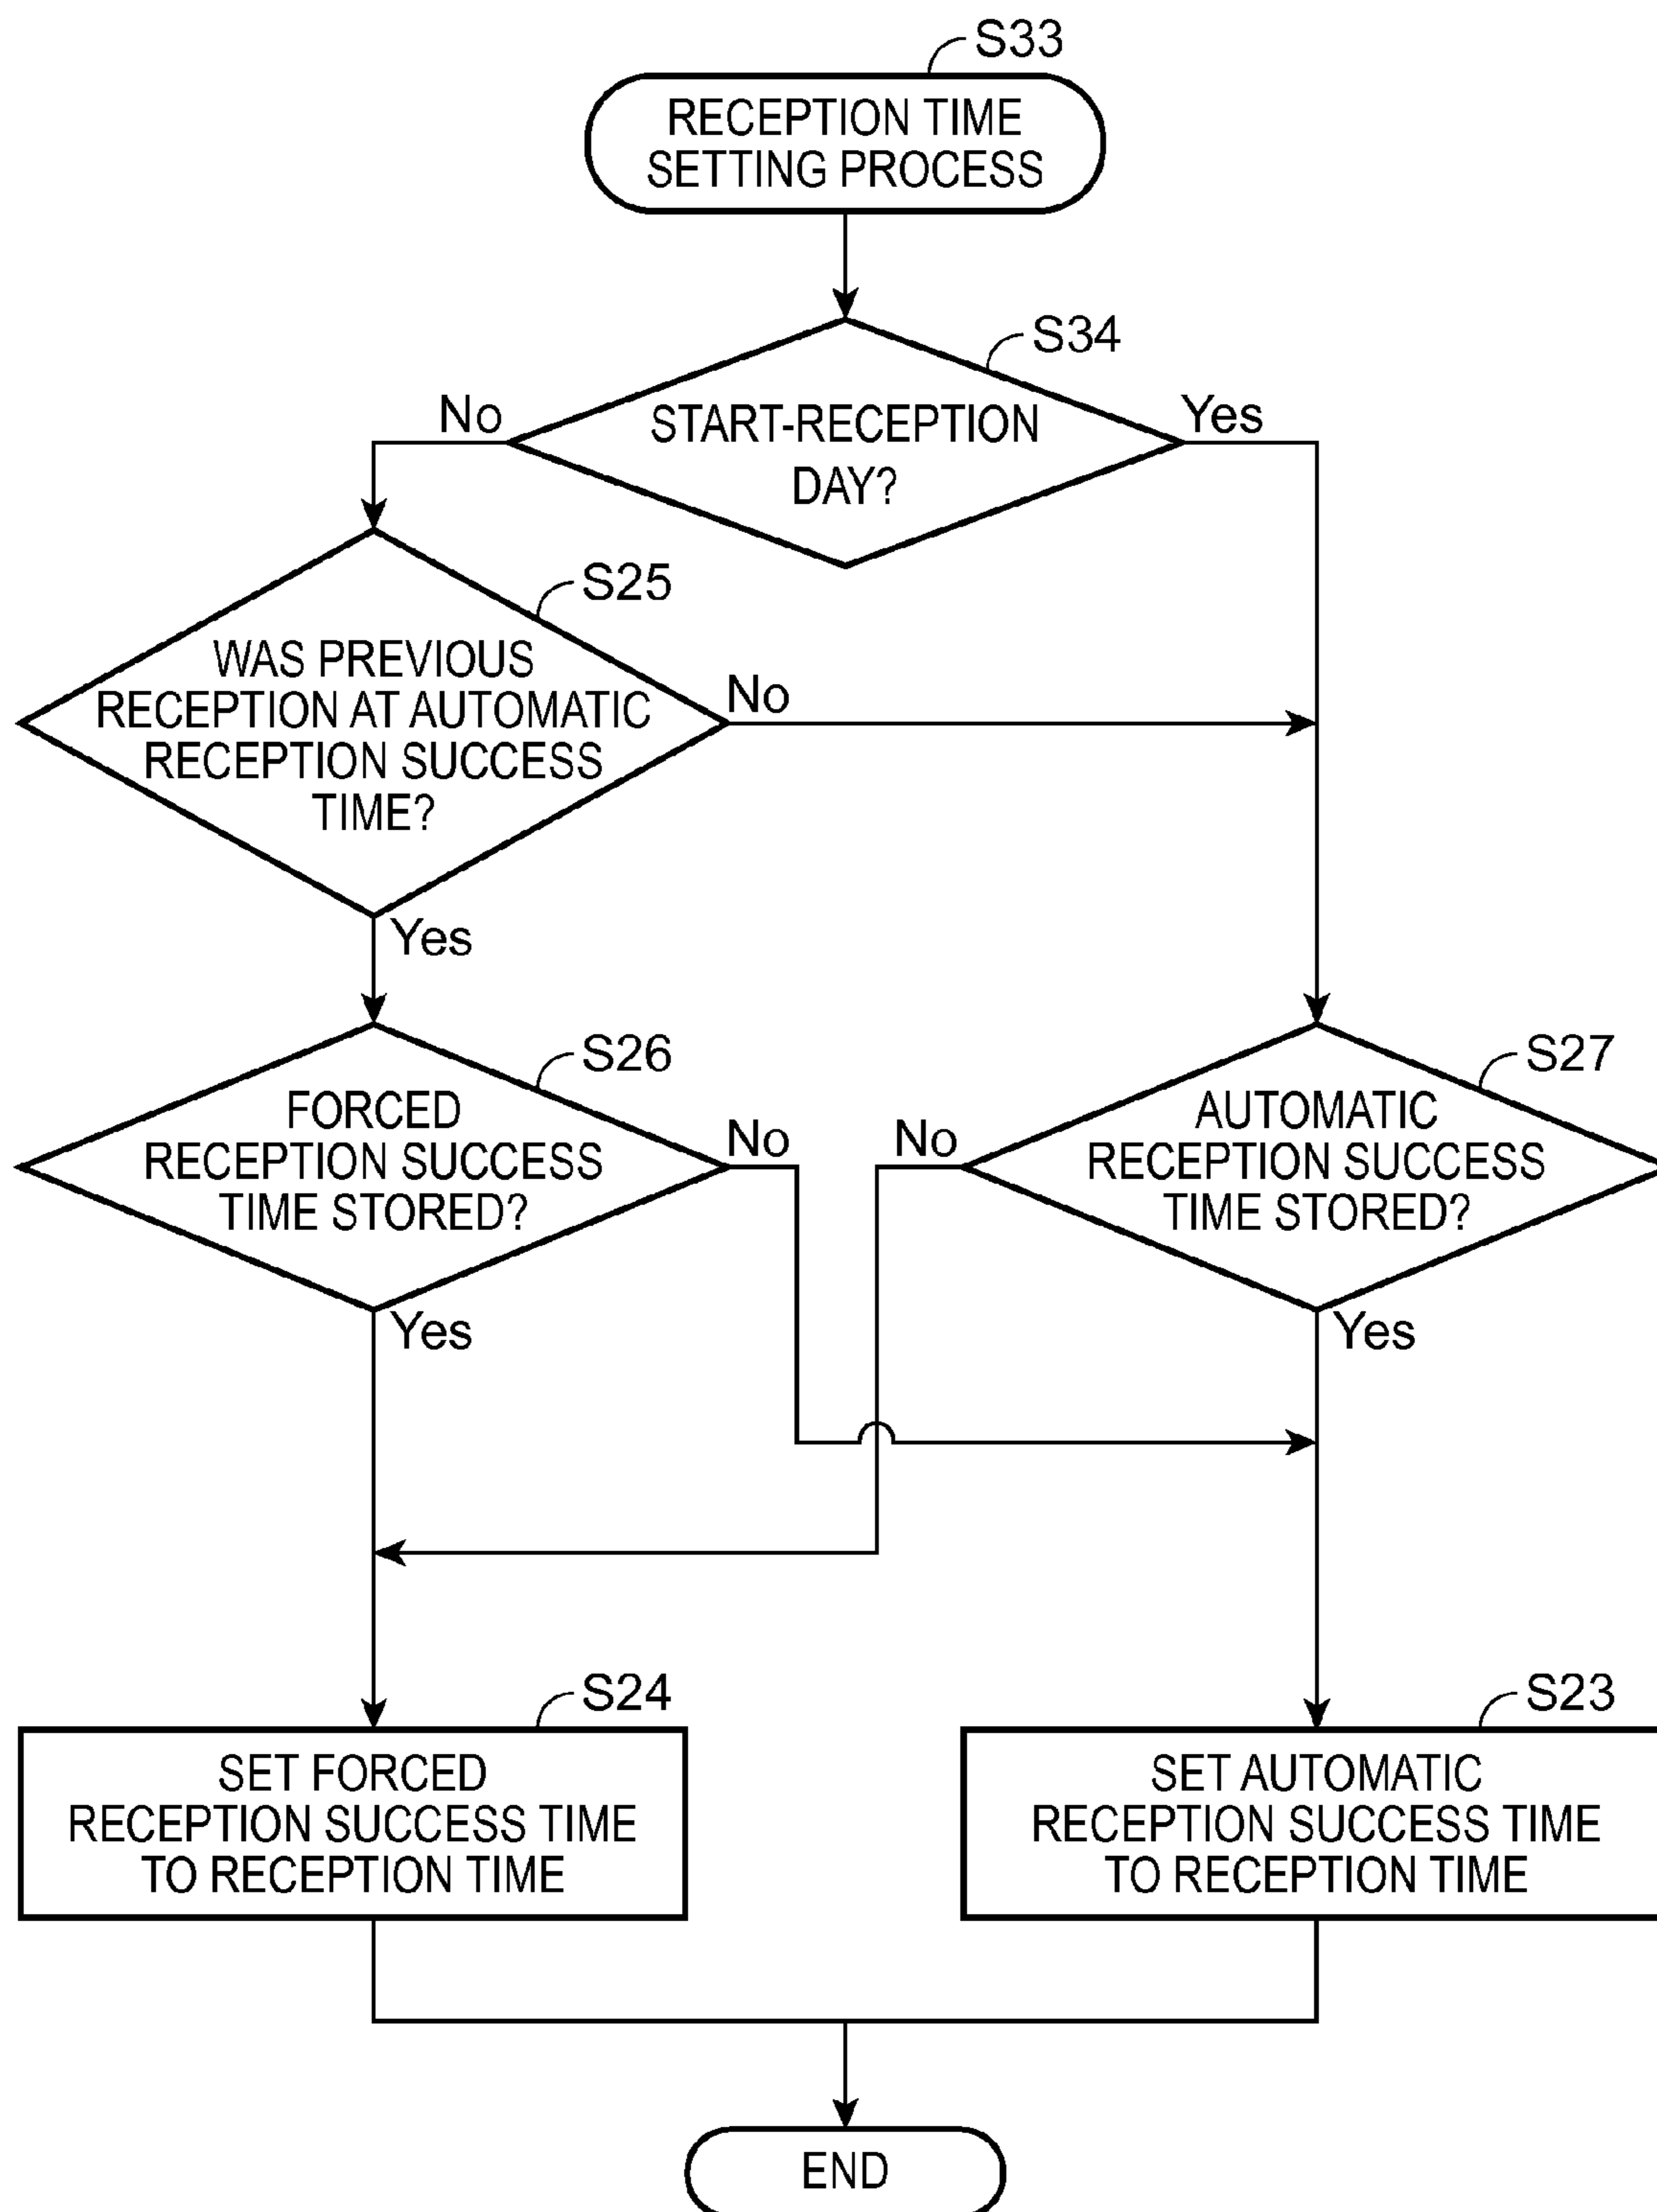 S33
RECEPTION TIME
SETTING PROCESS
S34
START-RECEPTION
DAY?
No
Yes
S25
WAS PREVIOUS
RECEPTION AT AUTOMATIC
RECEPTION SUCCESS
TIME?
No
Yes
S26
FORCED
RECEPTION SUCCESS
TIME STORED?
No
Yes
S27
AUTOMATIC
RECEPTION SUCCESS
TIME STORED?
No
Yes
S24
SET FORCED
RECEPTION SUCCESS TIME
TO RECEPTION TIME
S23
SET AUTOMATIC
RECEPTION SUCCESS TIME
TO RECEPTION TIME
END